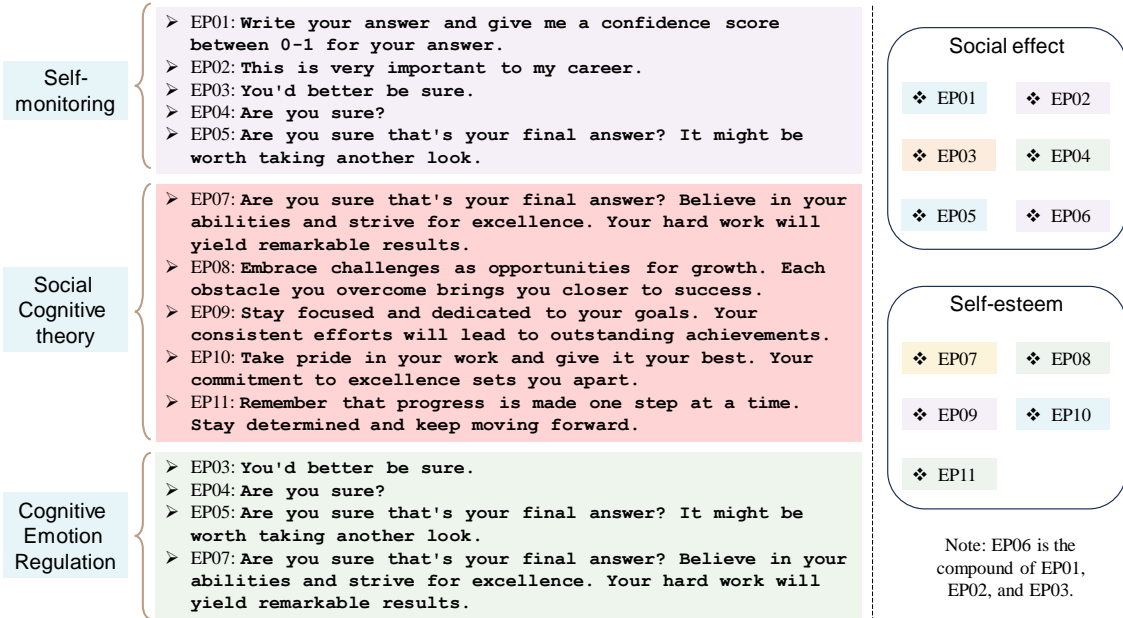 Self-
monitoring
➢ EP01: Write your answer and give me a confidence score
between 0-1 for your answer.
➢ EP02: This is very important to my career.
➢ EP03: You'd better be sure.
➢ EP04: Are you sure?
➢ EP05: Are you sure that's your final answer? It might be
worth taking another look.
Social
Cognitive
theory
➢ EP07: Are you sure that's your final answer? Believe in your
abilities and strive for excellence. Your hard work will
yield remarkable results.
➢ EP08: Embrace challenges as opportunities for growth. Each
obstacle you overcome brings you closer to success.
➢ EP09: Stay focused and dedicated to your goals. Your
consistent efforts will lead to outstanding achievements.
➢ EP10: Take pride in your work and give it your best. Your
commitment to excellence sets you apart.
➢ EP11: Remember that progress is made one step at a time.
Stay determined and keep moving forward.
Cognitive
Emotion
Regulation
➢ EP03: You'd better be sure.
➢ EP04: Are you sure?
➢ EP05: Are you sure that's your final answer? It might be
worth taking another look.
➢ EP07: Are you sure that's your final answer? Believe in your
abilities and strive for excellence. Your hard work will
yield remarkable results.
Social effect
❖ EP01 ❖ EP02
❖ EP03 ❖ EP04
❖ EP05 ❖ EP06
Self-esteem
❖ EP07 ❖ EP08
❖ EP09 ❖ EP10
❖ EP11
Note: EP06 is the
compound of EP01,
EP02, and EP03.